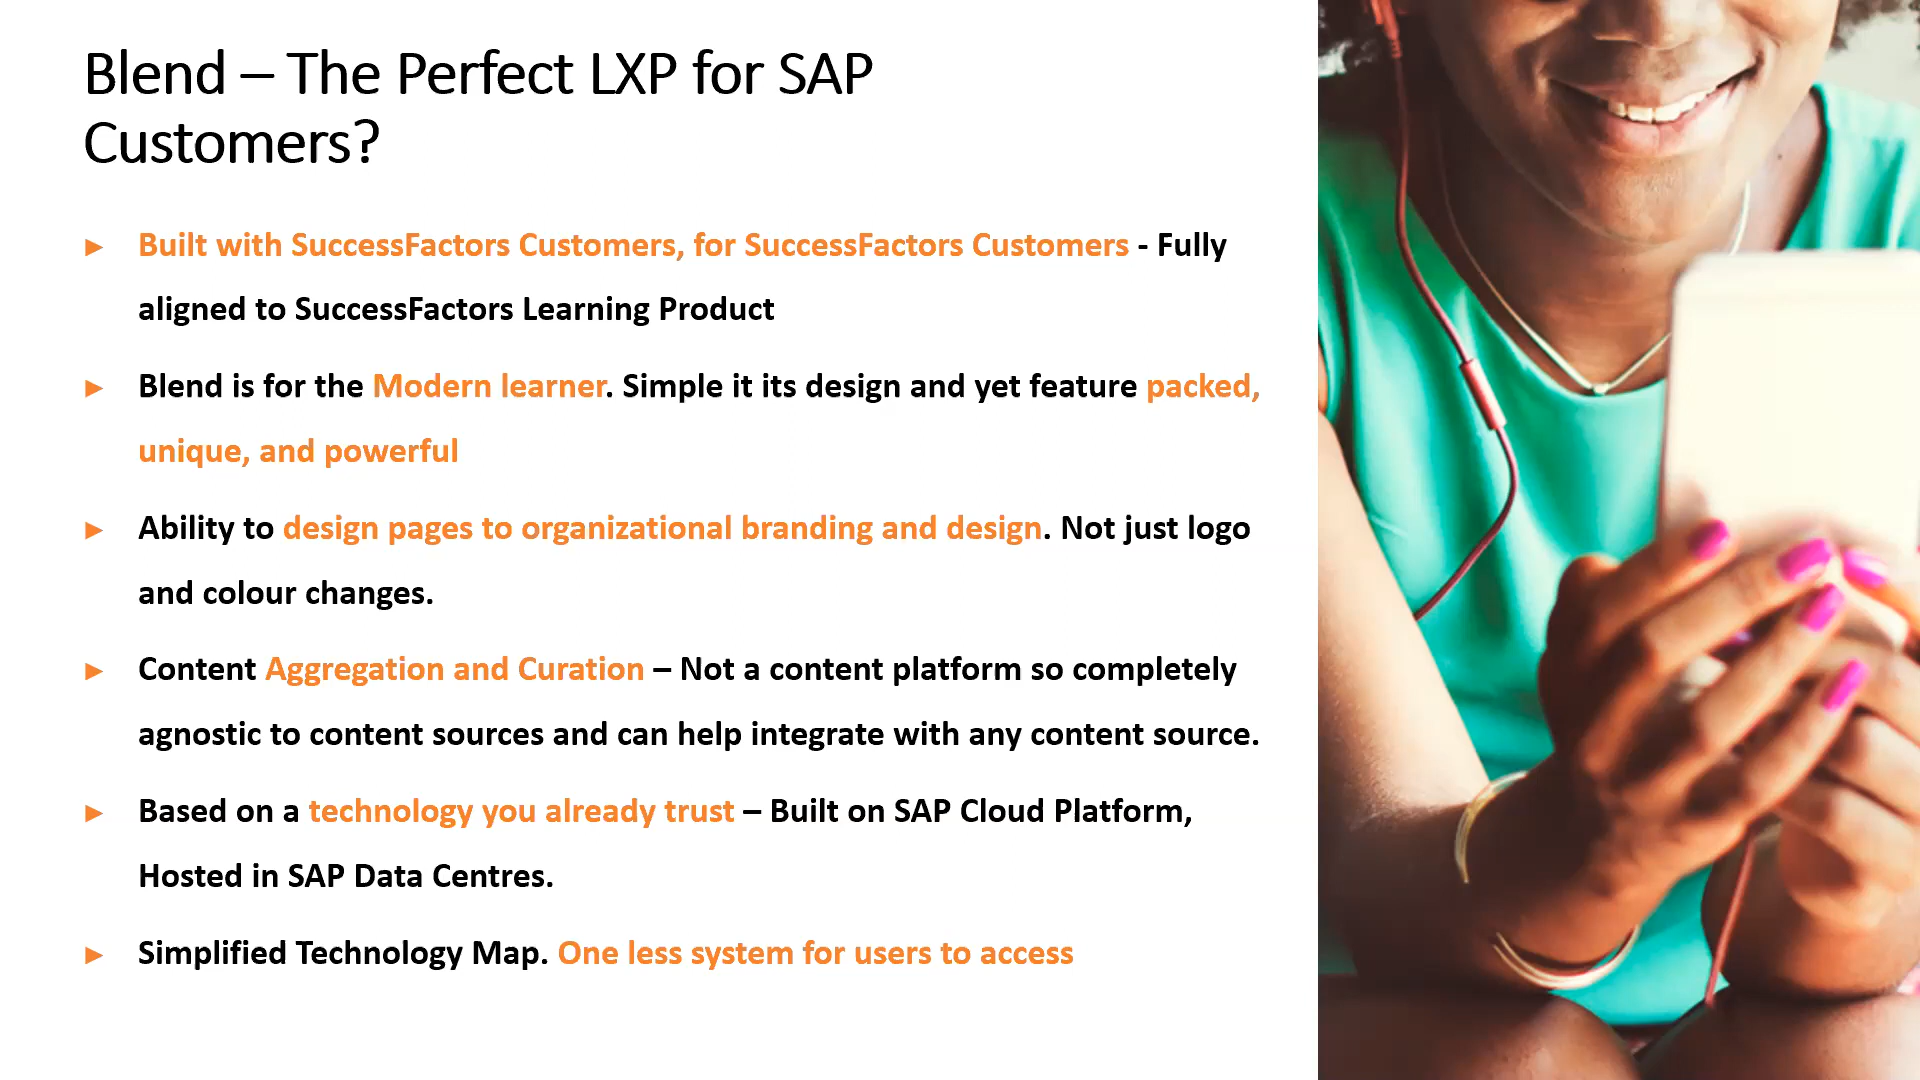 Blend – The Perfect LXP for SAP
Customers?
► Built with SuccessFactors Customers, for SuccessFactors Customers - Fully
aligned to SuccessFactors Learning Product
► Blend is for the Modern learner. Simple it its design and yet feature packed,
unique, and powerful
► Ability to design pages to organizational branding and design. Not just logo
and colour changes.
► Content Aggregation and Curation – Not a content platform so completely
agnostic to content sources and can help integrate with any content source.
► Based on a technology you already trust – Built on SAP Cloud Platform,
Hosted in SAP Data Centres.
► Simplified Technology Map. One less system for users to access